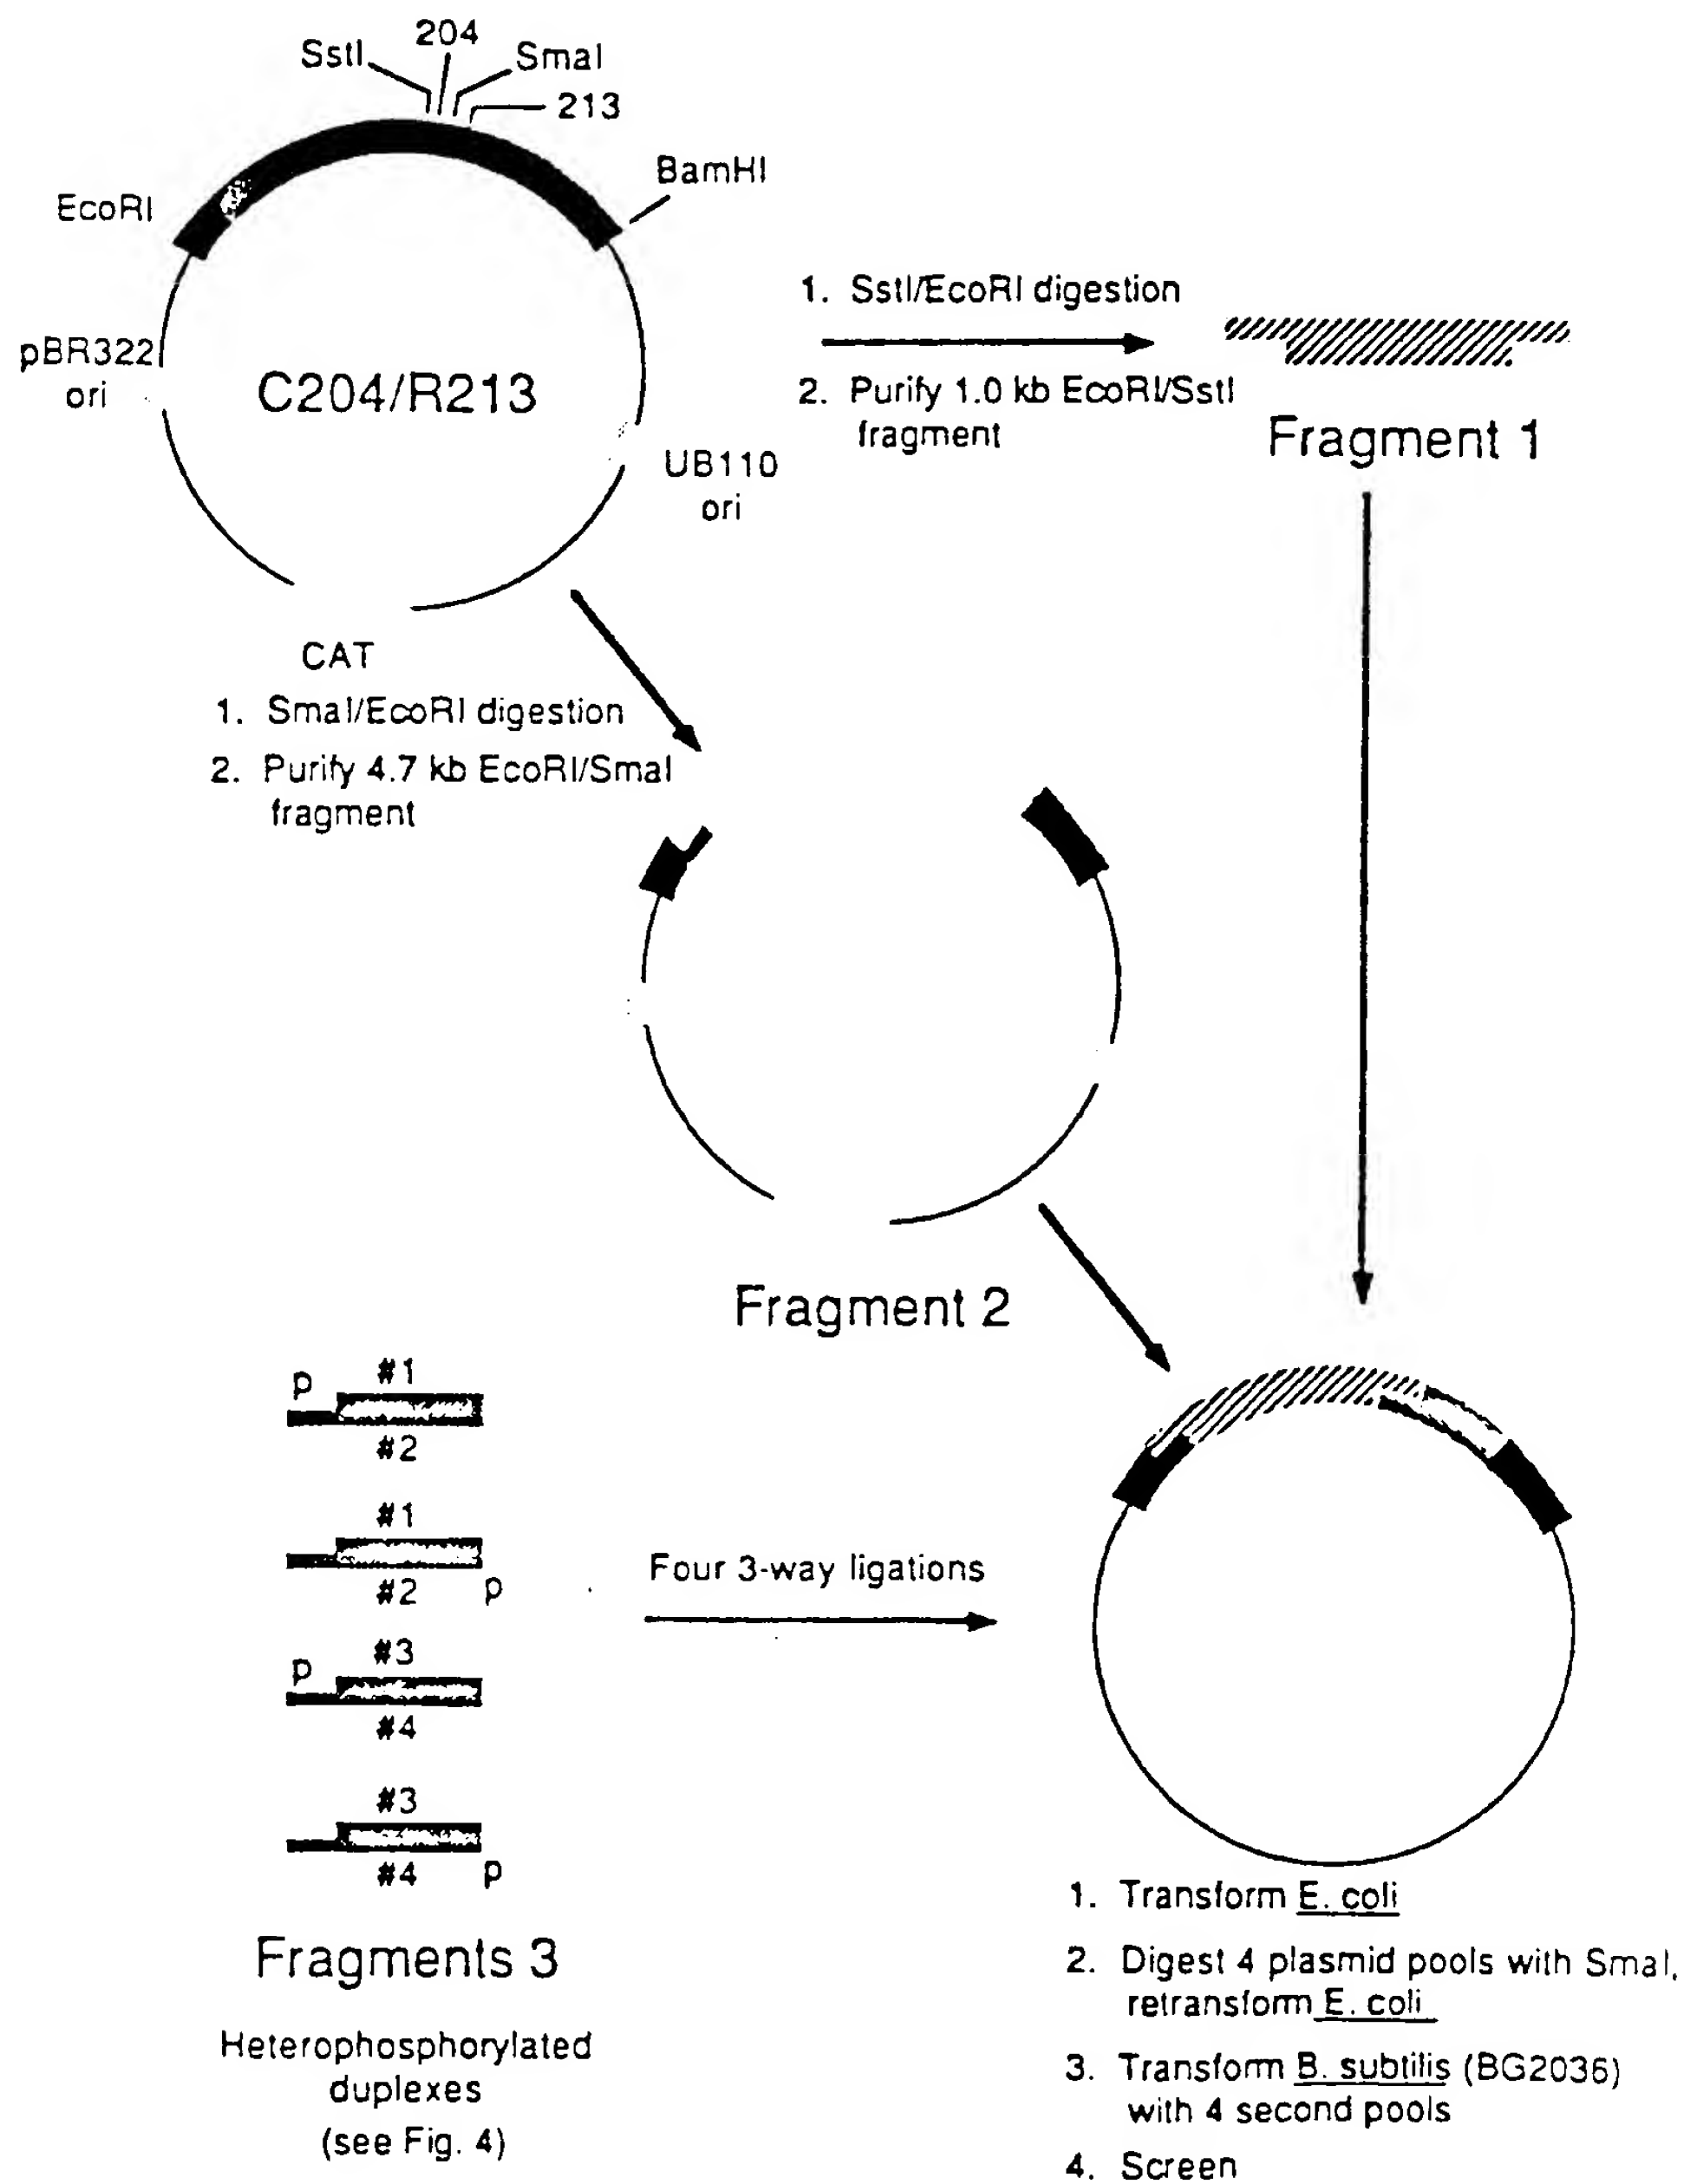 204
SstI
SmaI
213
BamHI
EcoRI
pBR322
ori
C204/R213
UB110
ori
CAT
1. SstI/EcoRI digestion
2. Purify 1.0 kb EcoRI/SstI
fragment
Fragment 1
1. SmaI/EcoRI digestion
2. Purify 4.7 kb EcoRI/SmaI
fragment
Fragment 2
p #1
#2
#1
#2 p
p #3
#4
#3
#4 p
Four 3-way ligations
Fragments 3
Heterophosphorylated
duplexes
(see Fig. 4)
1. Transform E. coli
2. Digest 4 plasmid pools with SmaI,
retransform E. coli
3. Transform B. subtilis (BG2036)
with 4 second pools
4. Screen